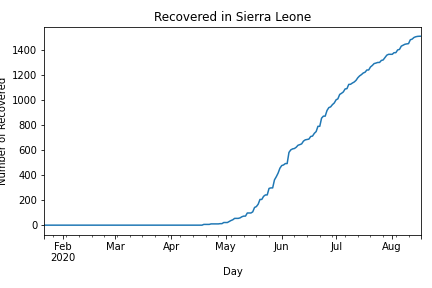 Recovered in Sierra Leone
Number of Recovered
1400
1200
1000
800
600
400
200
0
Feb Mar Apr May Jun Jul Aug
2020
Day